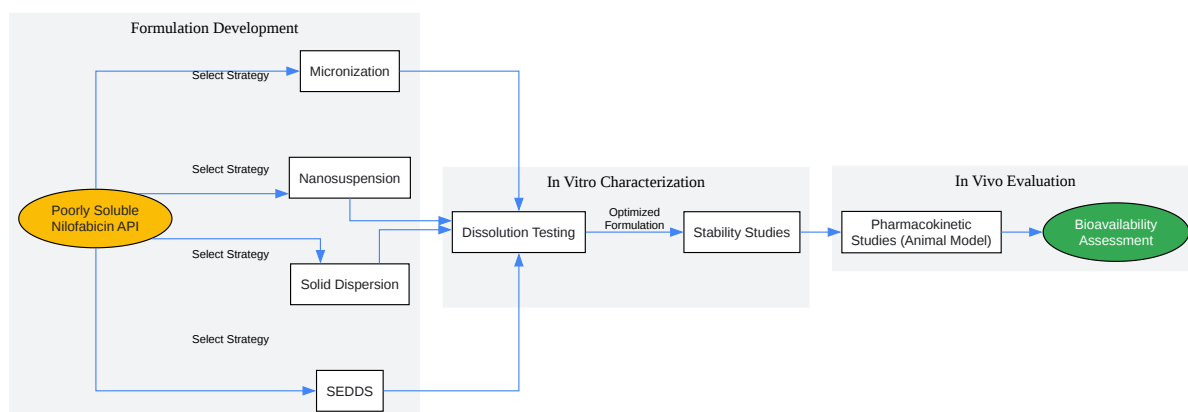 Formulation Development
Select Strategy
Micronization
Select Strategy
Nanosuspension
Poorly Soluble
Nilofabicin API
Select Strategy
Solid Dispersion
Select Strategy
SEDDS
In Vitro Characterization
Dissolution Testing
Optimized
Formulation
Stability Studies
In Vivo Evaluation
Pharmacokinetic
Studies (Animal Model)
Bioavailability
Assessment